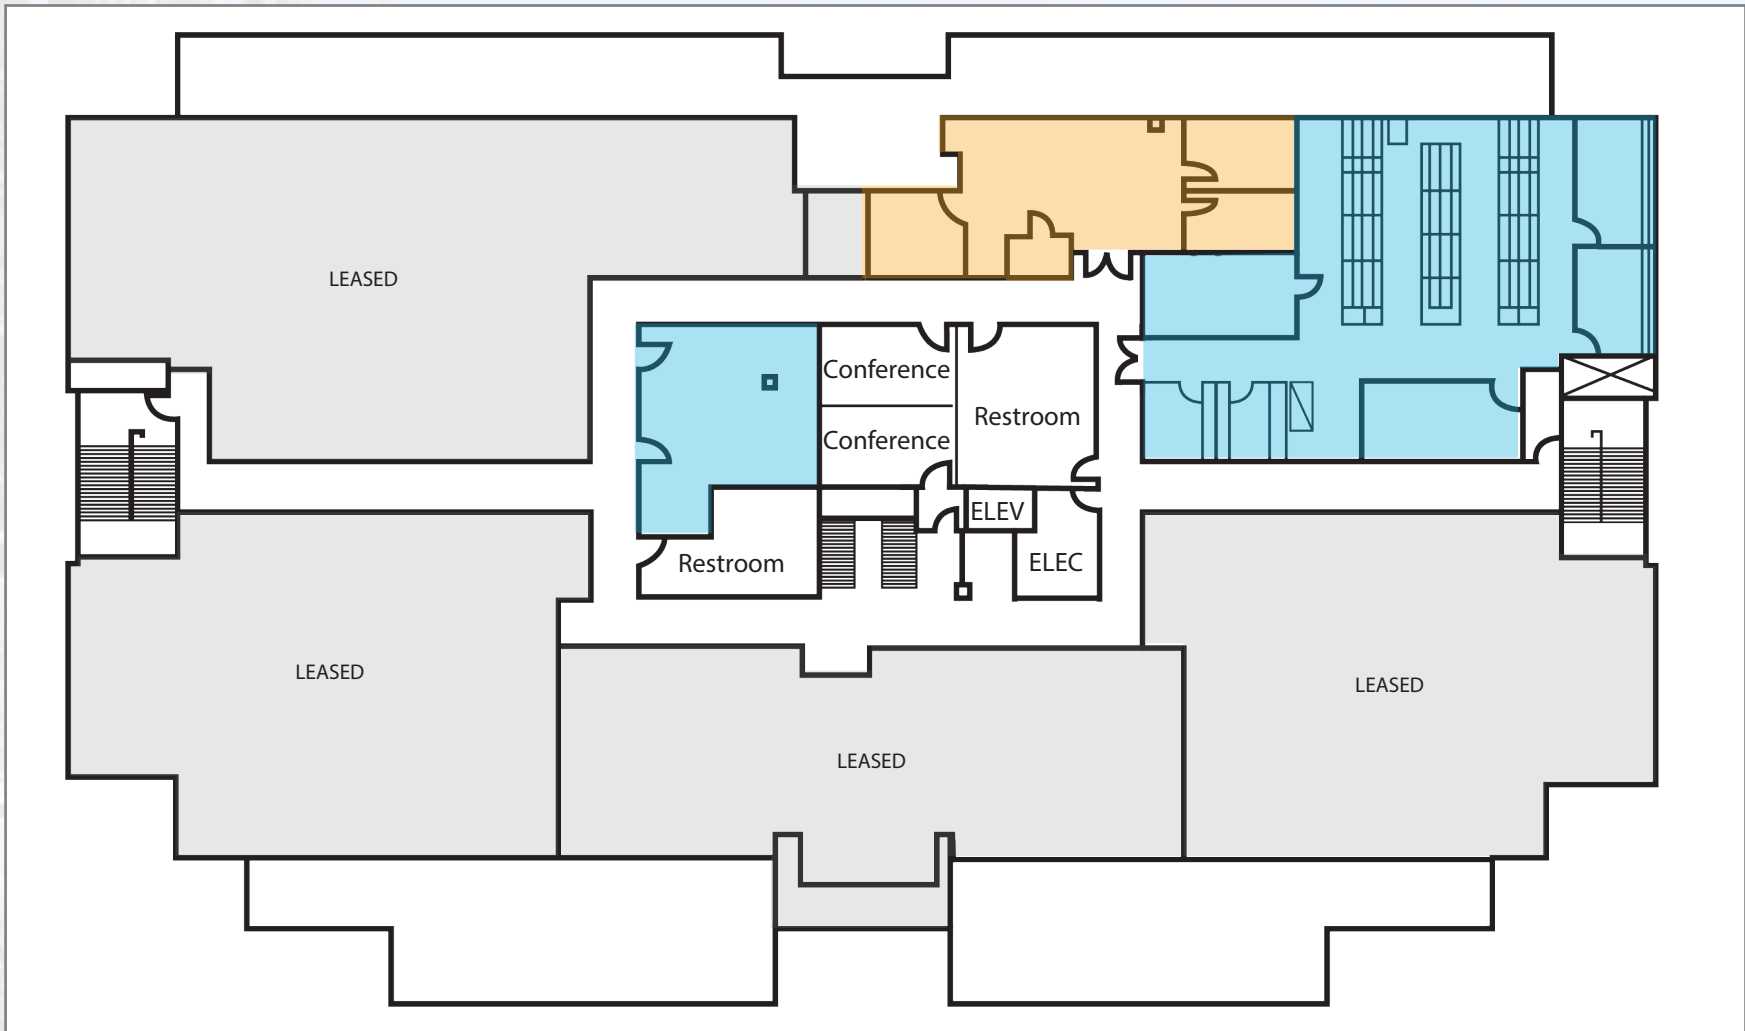 LEASED
Conference
Restroom
Conference
ELEV
Restroom
ELEC
LEASED
LEASED
LEASED